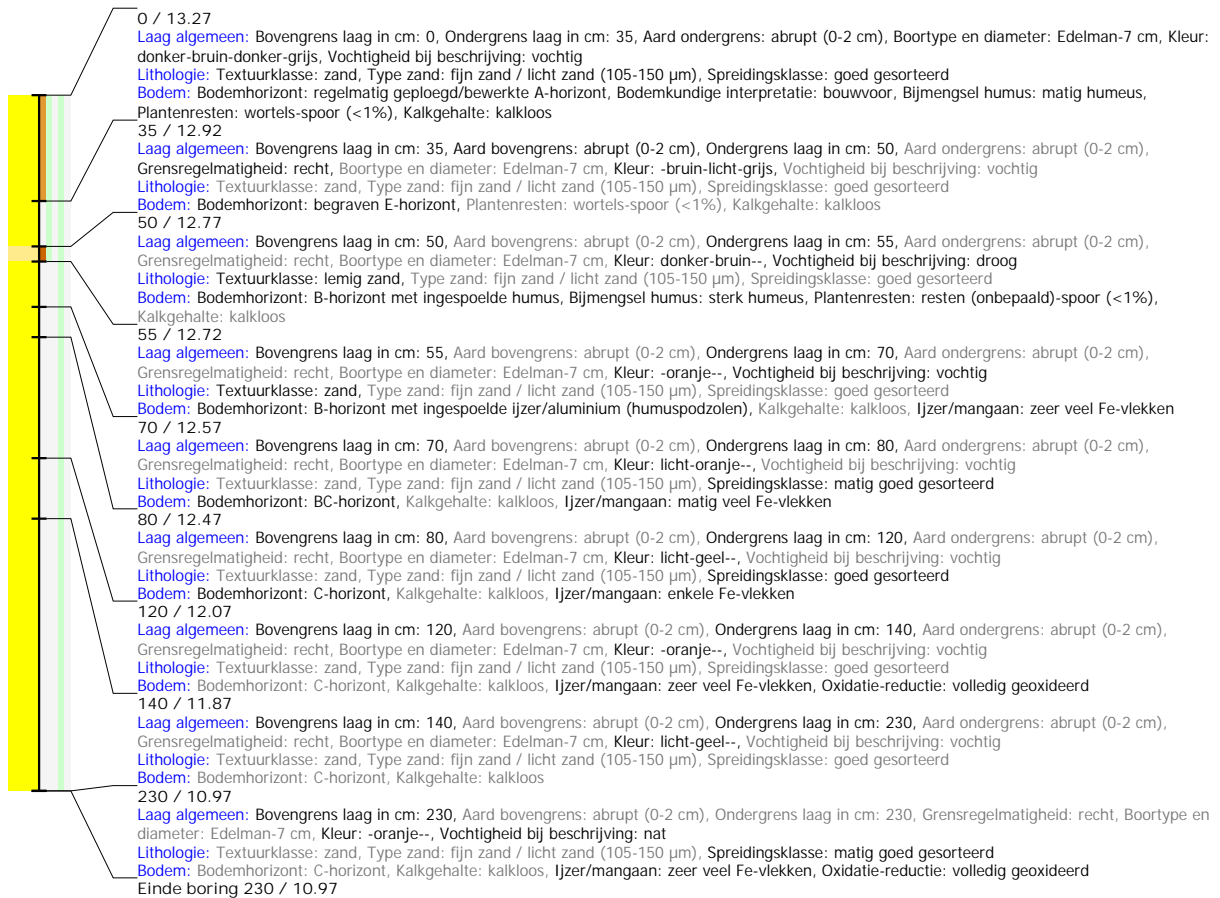 0 / 13.27
Laag algemeen: Bovengrens laag in cm: 0, Ondergrens laag in cm: 35, Aard ondergrens: abrupt (0-2 cm), Boortype en diameter: Edelman-7 cm, Kleur:
donker-bruin-donker-grijs, Vochtigheid bij beschrijving: vochtig
Lithologie: Textuurklasse: zand, Type zand: fijn zand / licht zand (105-150 µm), Spreidingsklasse: goed gesorteerd
Bodem: Bodemhorizont: regelmatig geploegd/bewerkte A-horizont, Bodemkundige interpretatie: bouwvoor, Bijmengsel humus: matig humeus,
Plantenresten: wortels-spoor (<1%), Kalkgehalte: kalkloos
35 / 12.92
Laag algemeen: Bovengrens laag in cm: 35, Aard bovengrens: abrupt (0-2 cm), Ondergrens laag in cm: 50, Aard ondergrens: abrupt (0-2 cm),
Grensregelmatigheid: recht, Boortype en diameter: Edelman-7 cm, Kleur: -bruin-licht-grijs, Vochtigheid bij beschrijving: vochtig
Lithologie: Textuurklasse: zand, Type zand: fijn zand / licht zand (105-150 µm), Spreidingsklasse: goed gesorteerd
Bodem: Bodemhorizont: begraven E-horizont, Plantenresten: wortels-spoor (<1%), Kalkgehalte: kalkloos
50 / 12.77
Laag algemeen: Bovengrens laag in cm: 50, Aard bovengrens: abrupt (0-2 cm), Ondergrens laag in cm: 55, Aard ondergrens: abrupt (0-2 cm),
Grensregelmatigheid: recht, Boortype en diameter: Edelman-7 cm, Kleur: donker-bruin--, Vochtigheid bij beschrijving: droog
Lithologie: Textuurklasse: lemig zand, Type zand: fijn zand / licht zand (105-150 µm), Spreidingsklasse: goed gesorteerd
Bodem: Bodemhorizont: B-horizont met ingespoelde humus, Bijmengsel humus: sterk humeus, Plantenresten: resten (onbepaald)-spoor (<1%),
Kalkgehalte: kalkloos
55 / 12.72
Laag algemeen: Bovengrens laag in cm: 55, Aard bovengrens: abrupt (0-2 cm), Ondergrens laag in cm: 70, Aard ondergrens: abrupt (0-2 cm),
Grensregelmatigheid: recht, Boortype en diameter: Edelman-7 cm, Kleur: -oranje--, Vochtigheid bij beschrijving: vochtig
Lithologie: Textuurklasse: zand, Type zand: fijn zand / licht zand (105-150 µm), Spreidingsklasse: goed gesorteerd
Bodem: Bodemhorizont: B-horizont met ingespoelde ijzer/aluminium (humuspodzolen), Kalkgehalte: kalkloos, Ijzer/mangaan: zeer veel Fe-vlekken
70 / 12.57
Laag algemeen: Bovengrens laag in cm: 70, Aard bovengrens: abrupt (0-2 cm), Ondergrens laag in cm: 80, Aard ondergrens: abrupt (0-2 cm),
Grensregelmatigheid: recht, Boortype en diameter: Edelman-7 cm, Kleur: licht-oranje--, Vochtigheid bij beschrijving: vochtig
Lithologie: Textuurklasse: zand, Type zand: fijn zand / licht zand (105-150 µm), Spreidingsklasse: matig goed gesorteerd
Bodem: Bodemhorizont: BC-horizont, Kalkgehalte: kalkloos, Ijzer/mangaan: matig veel Fe-vlekken
80 / 12.47
Laag algemeen: Bovengrens laag in cm: 80, Aard bovengrens: abrupt (0-2 cm), Ondergrens laag in cm: 120, Aard ondergrens: abrupt (0-2 cm),
Grensregelmatigheid: recht, Boortype en diameter: Edelman-7 cm, Kleur: licht-geel--, Vochtigheid bij beschrijving: vochtig
Lithologie: Textuurklasse: zand, Type zand: fijn zand / licht zand (105-150 µm), Spreidingsklasse: goed gesorteerd
Bodem: Bodemhorizont: C-horizont, Kalkgehalte: kalkloos, Ijzer/mangaan: enkele Fe-vlekken
120 / 12.07
Laag algemeen: Bovengrens laag in cm: 120, Aard bovengrens: abrupt (0-2 cm), Ondergrens laag in cm: 140, Aard ondergrens: abrupt (0-2 cm),
Grensregelmatigheid: recht, Boortype en diameter: Edelman-7 cm, Kleur: -oranje--, Vochtigheid bij beschrijving: vochtig
Lithologie: Textuurklasse: zand, Type zand: fijn zand / licht zand (105-150 µm), Spreidingsklasse: goed gesorteerd
Bodem: Bodemhorizont: C-horizont, Kalkgehalte: kalkloos, Ijzer/mangaan: zeer veel Fe-vlekken, Oxidatie-reductie: volledig geoxideerd
140 / 11.87
Laag algemeen: Bovengrens laag in cm: 140, Aard bovengrens: abrupt (0-2 cm), Ondergrens laag in cm: 230, Aard ondergrens: abrupt (0-2 cm),
Grensregelmatigheid: recht, Boortype en diameter: Edelman-7 cm, Kleur: licht-geel--, Vochtigheid bij beschrijving: vochtig
Lithologie: Textuurklasse: zand, Type zand: fijn zand / licht zand (105-150 µm), Spreidingsklasse: goed gesorteerd
Bodem: Bodemhorizont: C-horizont, Kalkgehalte: kalkloos
230 / 10.97
Laag algemeen: Bovengrens laag in cm: 230, Aard bovengrens: abrupt (0-2 cm), Ondergrens laag in cm: 230, Grensregelmatigheid: recht, Boortype en
diameter: Edelman-7 cm, Kleur: -oranje--, Vochtigheid bij beschrijving: nat
Lithologie: Textuurklasse: zand, Type zand: fijn zand / licht zand (105-150 µm), Spreidingsklasse: matig goed gesorteerd
Bodem: Bodemhorizont: C-horizont, Kalkgehalte: kalkloos, Ijzer/mangaan: zeer veel Fe-vlekken, Oxidatie-reductie: volledig geoxideerd
Einde boring 230 / 10.97